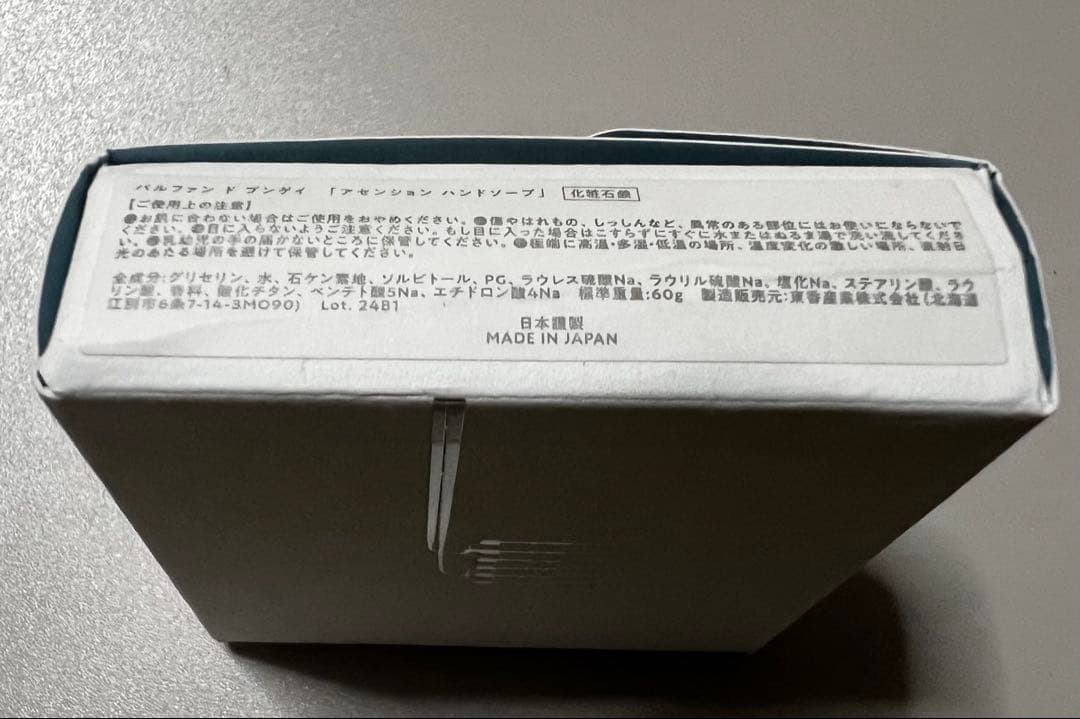 パルファン ド ブンゲイ 「アセンション ハンドソープ」 化粧石鹸
【ご使用上の注意】
●お肌に合わない場合はご使用をおやめください。●傷やはれもの、しっしんなど、異常のある部位にはお使いにならないで
ください。●目に入らないようご注意ください。もし目に入った場合はこすらずにすぐに水またはぬるま湯で洗い流してくださ
い。●乳幼児の手の届かないところに保管してください。●極端に高温・多湿・低温の場所、温度変化の激しい場所、直射日
光のあたる場所を避けて保管してください。
全成分:グリセリン、水、石ケン素地、ソルビトール、PG、ラウレス硫酸Na、ラウリル硫酸Na、塩化Na、ステアリン酸、ラウ
リン酸、香料、酸化チタン、ペンテト酸5Na、エチドロン酸4Na 標準重量:60g 製造販売元:東香産業株式会社(北海道
江別市6条7-14-3MO90) Lot. 24B1
日本謹製
MADE IN JAPAN